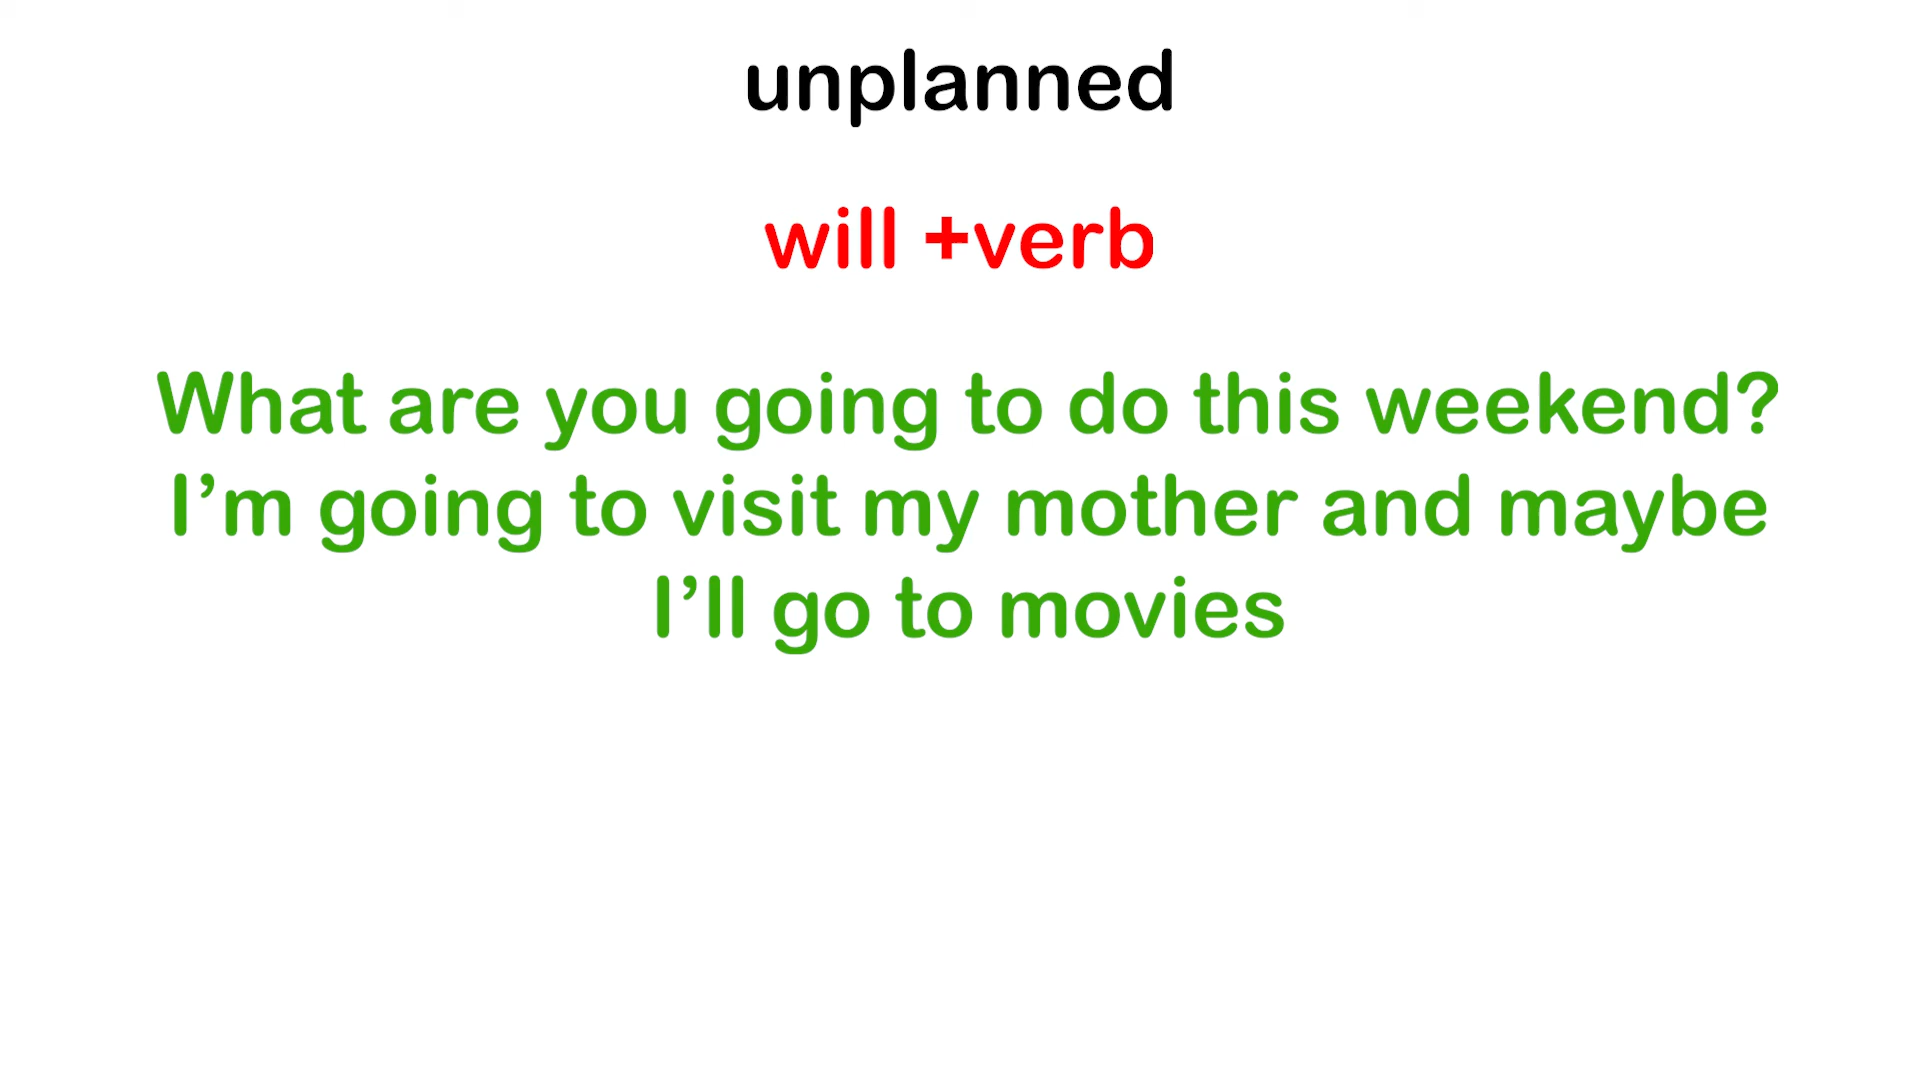 unplanned
will +verb
What are you going to do this weekend?
I’m going to visit my mother and maybe
I’ll go to movies